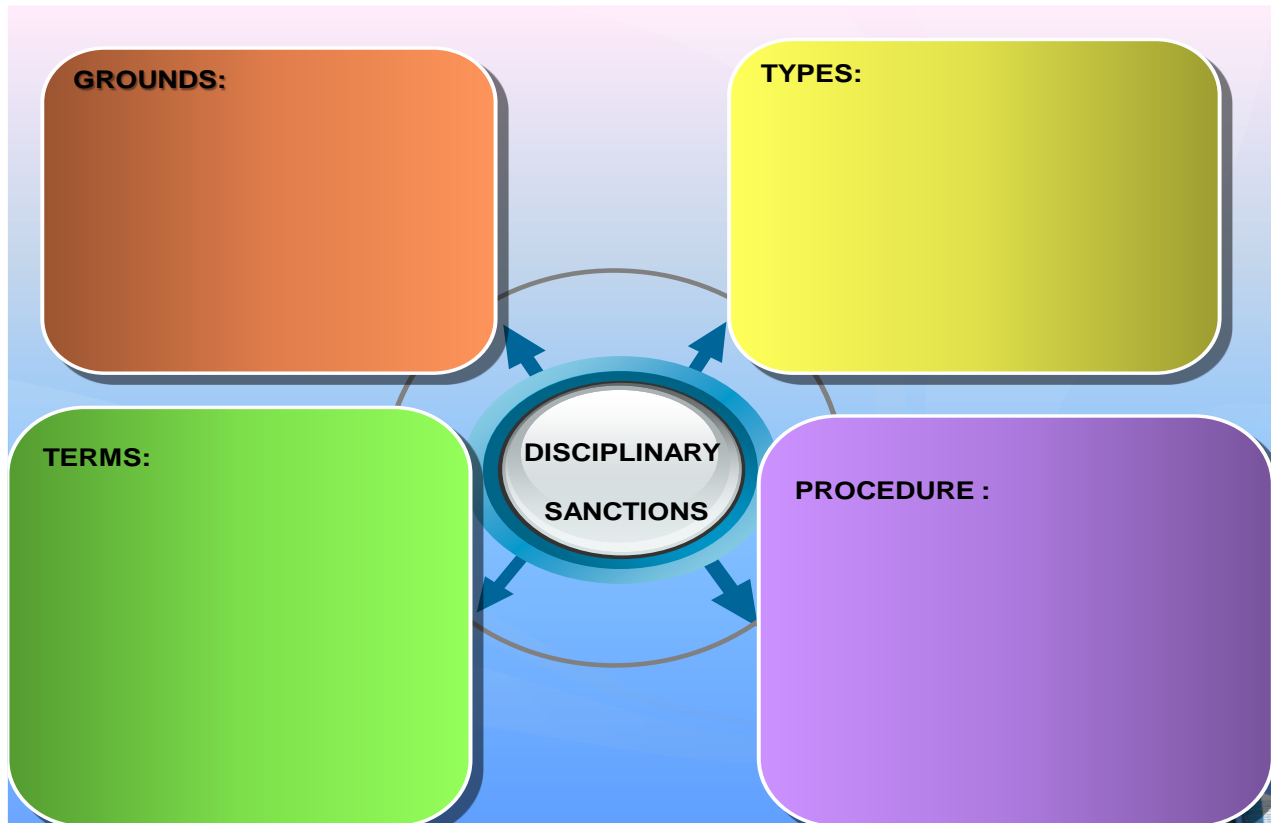 GROUNDS:
TYPES:
TERMS:
DISCIPLINARY
SANCTIONS
PROCEDURE :